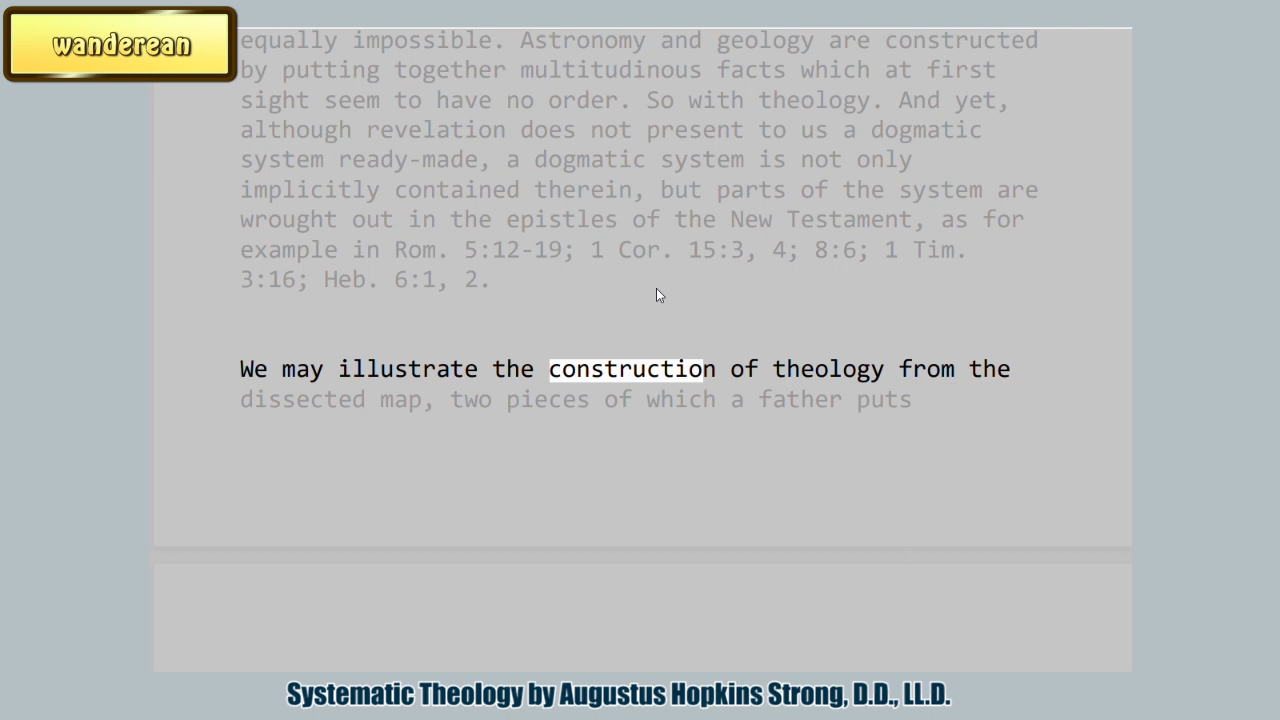 wanderean
equally impossible. Astronomy and geology are constructed
by putting together multitudinous facts which at first
sight seem to have no order. So with theology. And yet,
although revelation does not present to us a dogmatic
system ready-made, a dogmatic system is not only
implicitly contained therein, but parts of the system are
wrought out in the epistles of the New Testament, as for
example in Rom. 5:12-19; 1 Cor. 15:3, 4; 8:6; 1 Tim.
3:16; Heb. 6:1, 2.
We may illustrate the construction of theology from the
dissected map, two pieces of which a father puts
Systematic Theology by Augustus Hopkins Strong, D.D., LL.D.